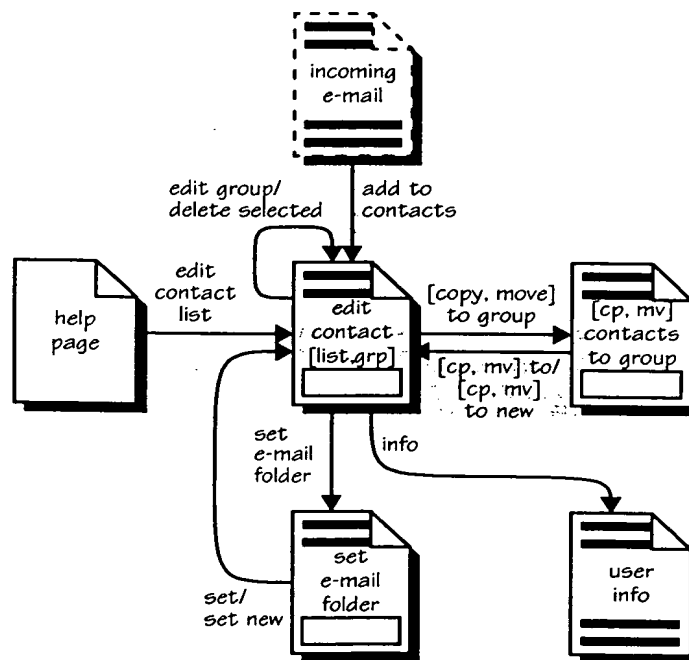 incoming
e-mail
edit group/
delete selected
add to
contacts
edit
contact
list
help
page
edit
contact
[list,grp]
[copy, move]
to group
[cp, mv]
contacts
to group
[cp, mv] to/
[cp, mv]
to new
set
e-mail
folder
info
set
e-mail
folder
set/
set new
user
info